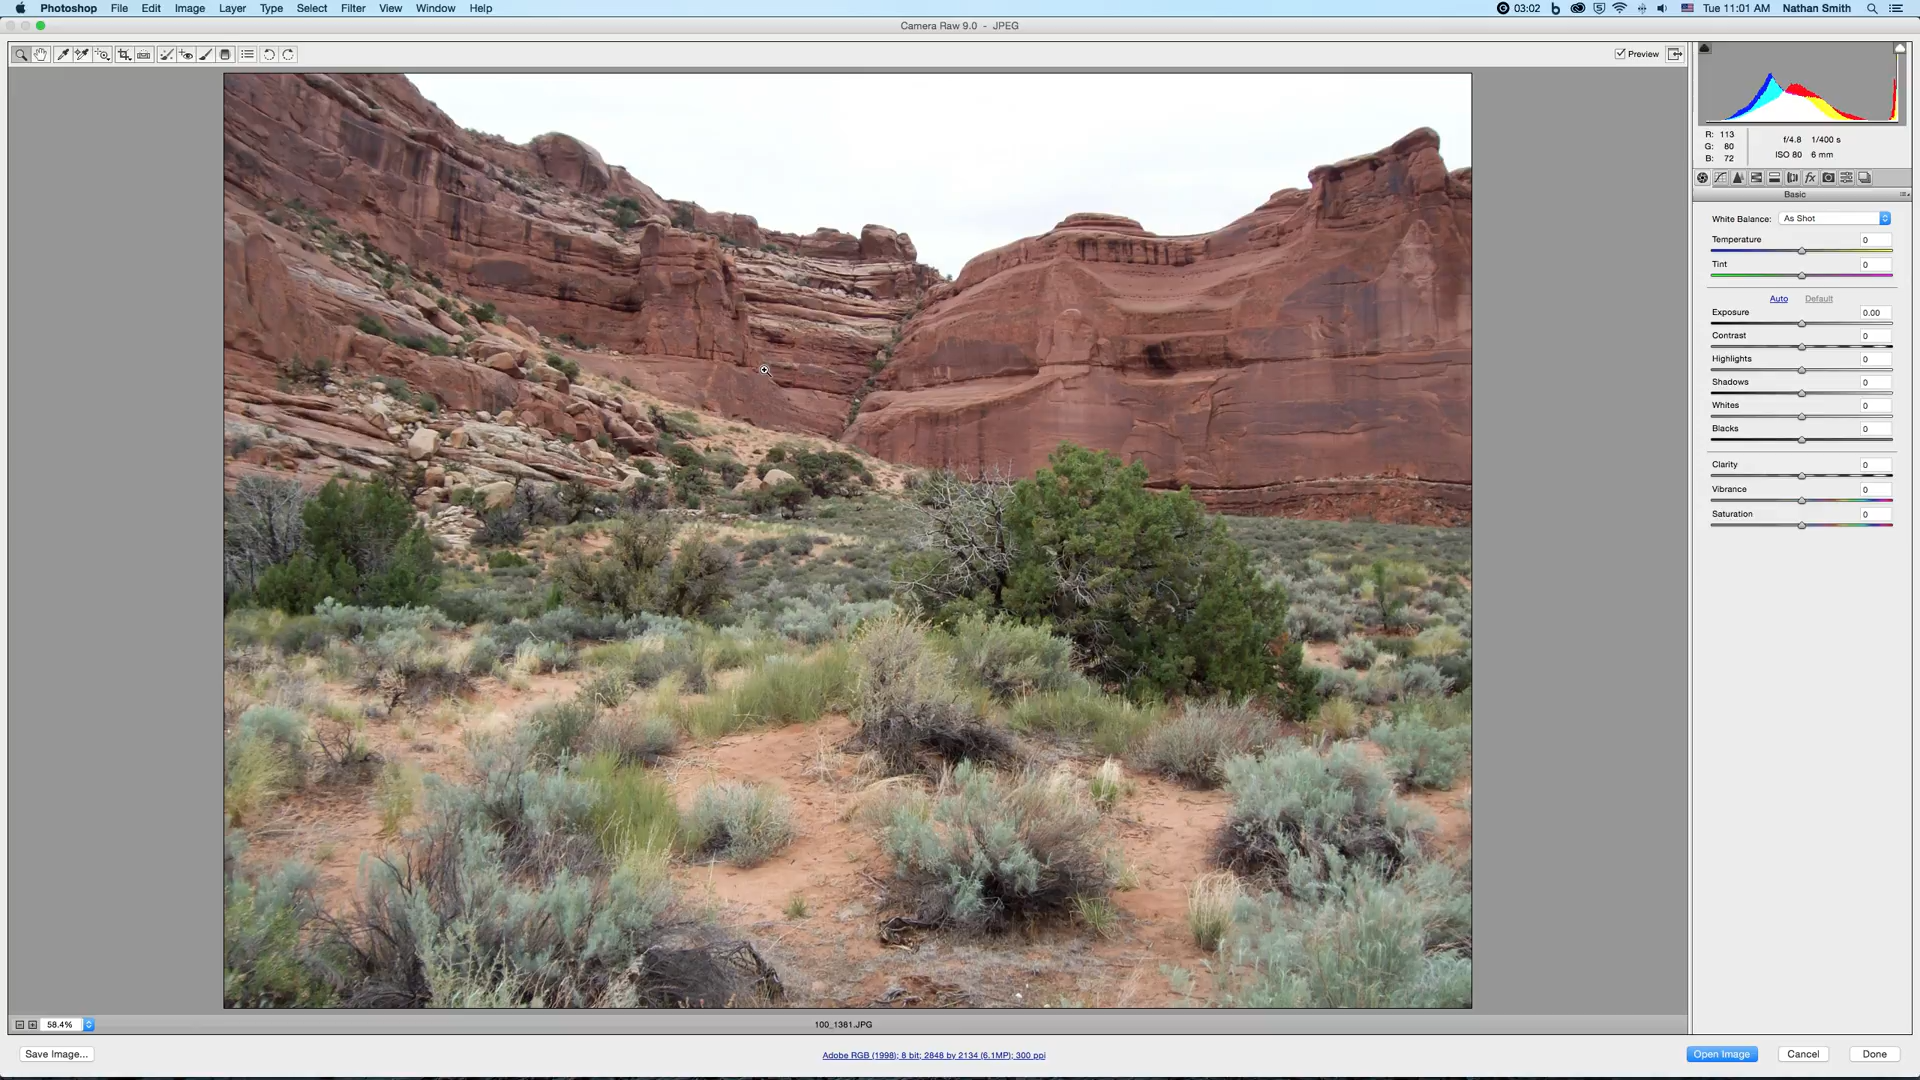 Photoshop File Edit Image Layer Type Select Filter View Window Help 03:02 Tue 11:01 AM Nathan Smith
Camera Raw 9.0 - JPEG
Preview
R: 113
G: 80
B: 72
f/4.8 1/400 s
ISO 80 6 mm
Basic
White Balance: As Shot
Temperature 0
Tint 0
Auto Default
Exposure 0.00
Contrast 0
Highlights 0
Shadows 0
Whites 0
Blacks 0
Clarity 0
Vibrance 0
Saturation 0
58.4% 100_1381.JPG
Save Image... Adobe RGB (1998); 8 bit; 2848 by 2134 (6.1MP); 300 ppi Open Image Cancel Done